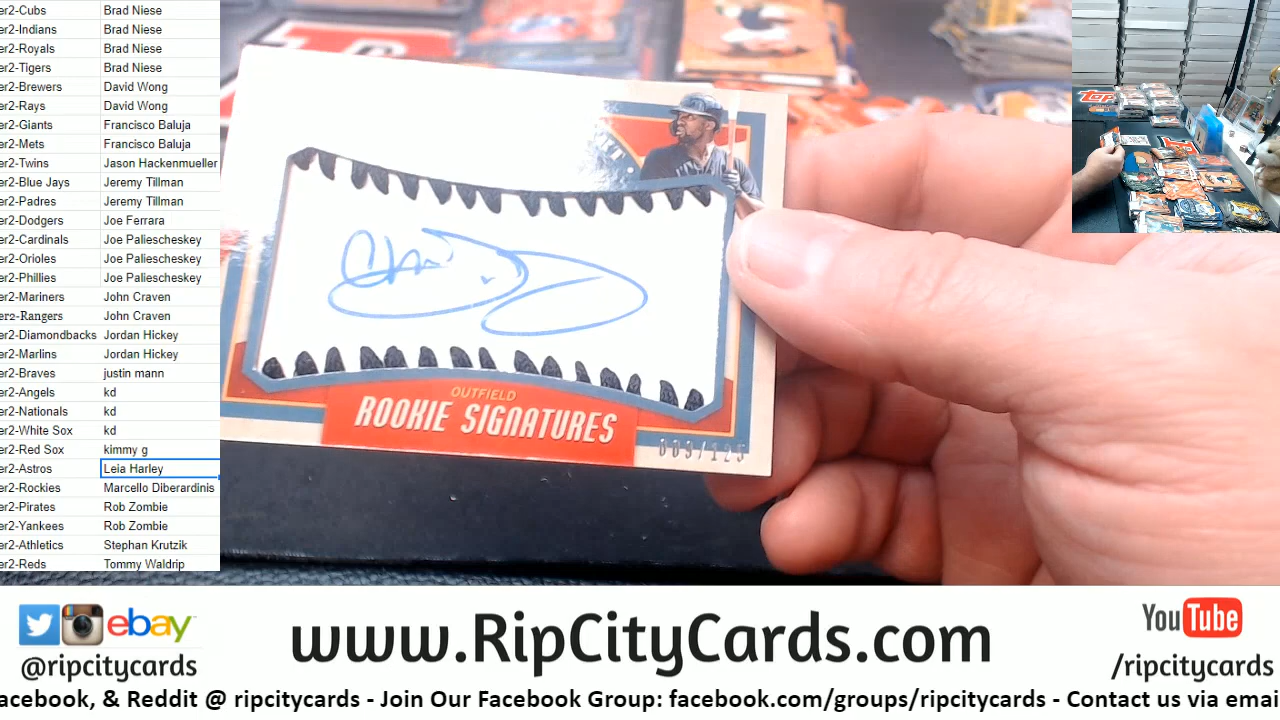 er2-Cubs Brad Niese
er2-Indians Brad Niese
er2-Royals Brad Niese
er2-Tigers Brad Niese
er2-Brewers David Wong
er2-Rays David Wong
er2-Giants Francisco Baluja
er2-Mets Francisco Baluja
er2-Twins Jason Hackenmueller
er2-Blue Jays Jeremy Tillman
er2-Padres Jeremy Tillman
er2-Dodgers Joe Ferrara
er2-Cardinals Joe Paliescheskey
er2-Orioles Joe Paliescheskey
er2-Phillies Joe Paliescheskey
er2-Mariners John Craven
er2-Rangers John Craven
er2-Diamondbacks Jordan Hickey
er2-Marlins Jordan Hickey
er2-Braves justin mann
er2-Angels kd
er2-Nationals kd
er2-White Sox kd
er2-Red Sox kimmy g
er2-Astros Leia Harley
er2-Rockies Marcello Diberardinis
er2-Pirates Rob Zombie
er2-Yankees Rob Zombie
er2-Athletics Stephan Krutzik
er2-Reds Tommy Waldrip
OUTFIELD
ROOKIE SIGNATURES
009/125
ebay
@ripcitycards
www.RipCityCards.com
YouTube
/ripcitycards
acebook, & Reddit @ ripcitycards - Join Our Facebook Group: facebook.com/groups/ripcitycards - Contact us via emai